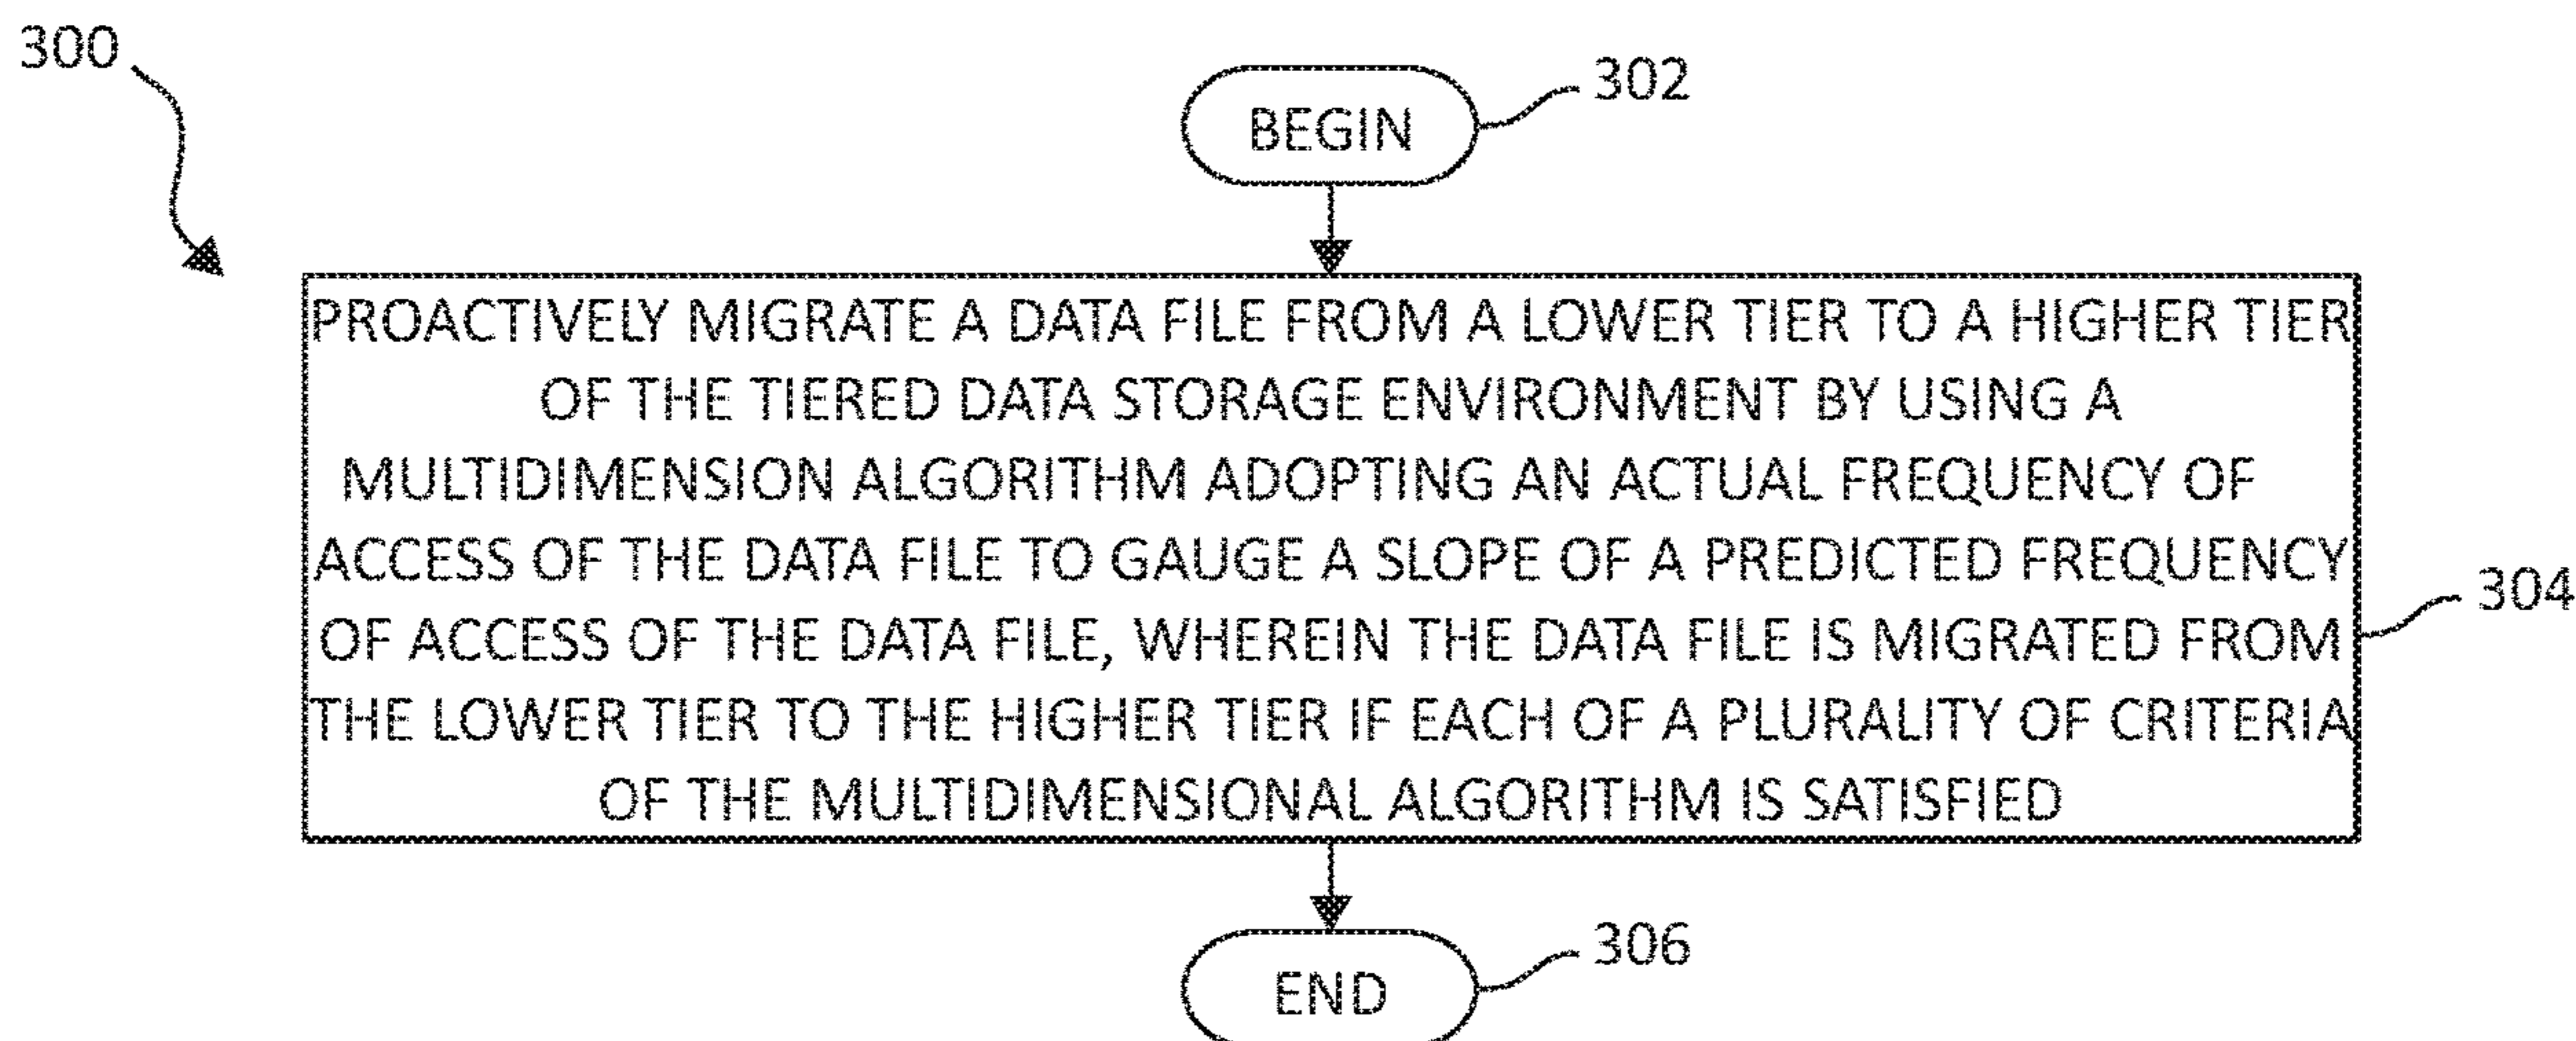 300
302
BEGIN
PROACTIVELY MIGRATE A DATA FILE FROM A LOWER TIER TO A HIGHER TIER
OF THE TIERED DATA STORAGE ENVIRONMENT BY USING A
MULTIDIMENSION ALGORITHM ADOPTING AN ACTUAL FREQUENCY OF
ACCESS OF THE DATA FILE TO GAUGE A SLOPE OF A PREDICTED FREQUENCY
OF ACCESS OF THE DATA FILE, WHEREIN THE DATA FILE IS MIGRATED FROM
THE LOWER TIER TO THE HIGHER TIER IF EACH OF A PLURALITY OF CRITERIA
OF THE MULTIDIMENSIONAL ALGORITHM IS SATISFIED
304
306
END